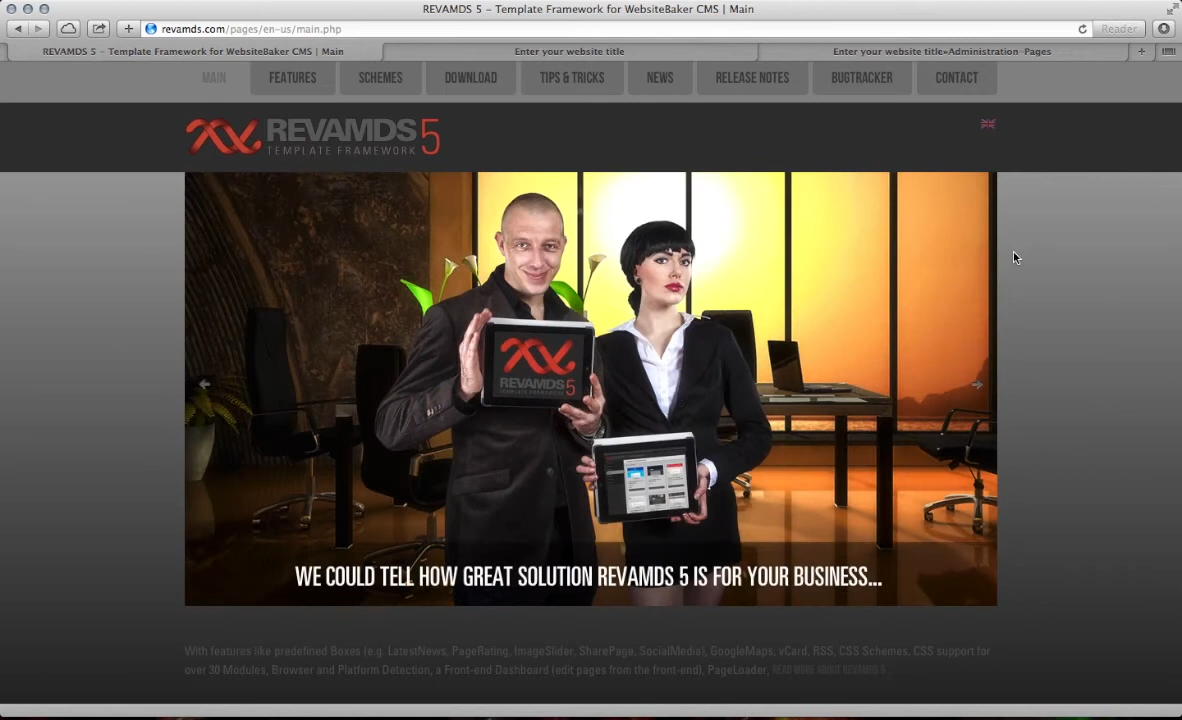 REVAMDS 5 – Template Framework for WebsiteBaker CMS | Main
revamds.com/pages/en-us/main.php
Reader
REVAMDS 5 – Template Framework for WebsiteBaker CMS | Main
Enter your website title
Enter your website title»Administration–Pages
MAIN
FEATURES
SCHEMES
DOWNLOAD
TIPS & TRICKS
NEWS
RELEASE NOTES
BUGTRACKER
CONTACT
REVAMDS 5
TEMPLATE FRAMEWORK
REVAMDS 5
TEMPLATE FRAMEWORK
WE COULD TELL HOW GREAT SOLUTION REVAMDS 5 IS FOR YOUR BUSINESS...
With features like predefined Boxes (e.g. LatestNews, PageRating, ImageSlider, SharePage, SocialMedia), GoogleMaps, vCard, RSS, CSS Schemes, CSS support for
over 30 Modules, Browser and Platform Detection, a Front-end Dashboard (edit pages from the front-end), PageLoader, READ MORE ABOUT REVAMDS 5...